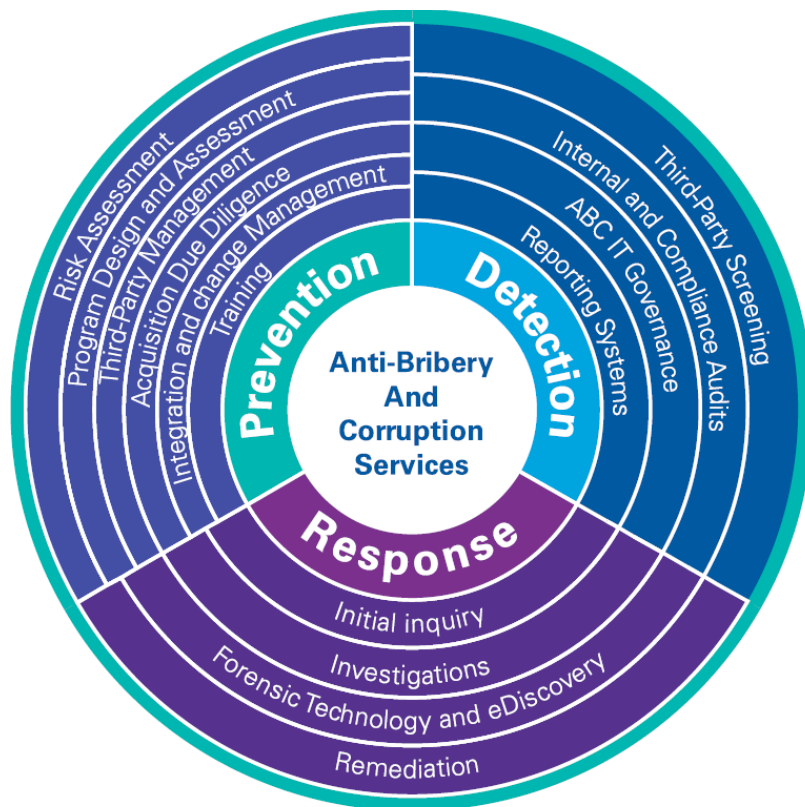 Anti-Bribery
And
Corruption
Services
Prevention
Risk Assessment
Program Design and Assessment
Third-Party Management
Acquisition Due Diligence
Integration and change Management
Training
Detection
Third-Party Screening
Internal and Compliance Audits
ABC IT Governance
Reporting Systems
Response
Initial inquiry
Investigations
Forensic Technology and eDiscovery
Remediation